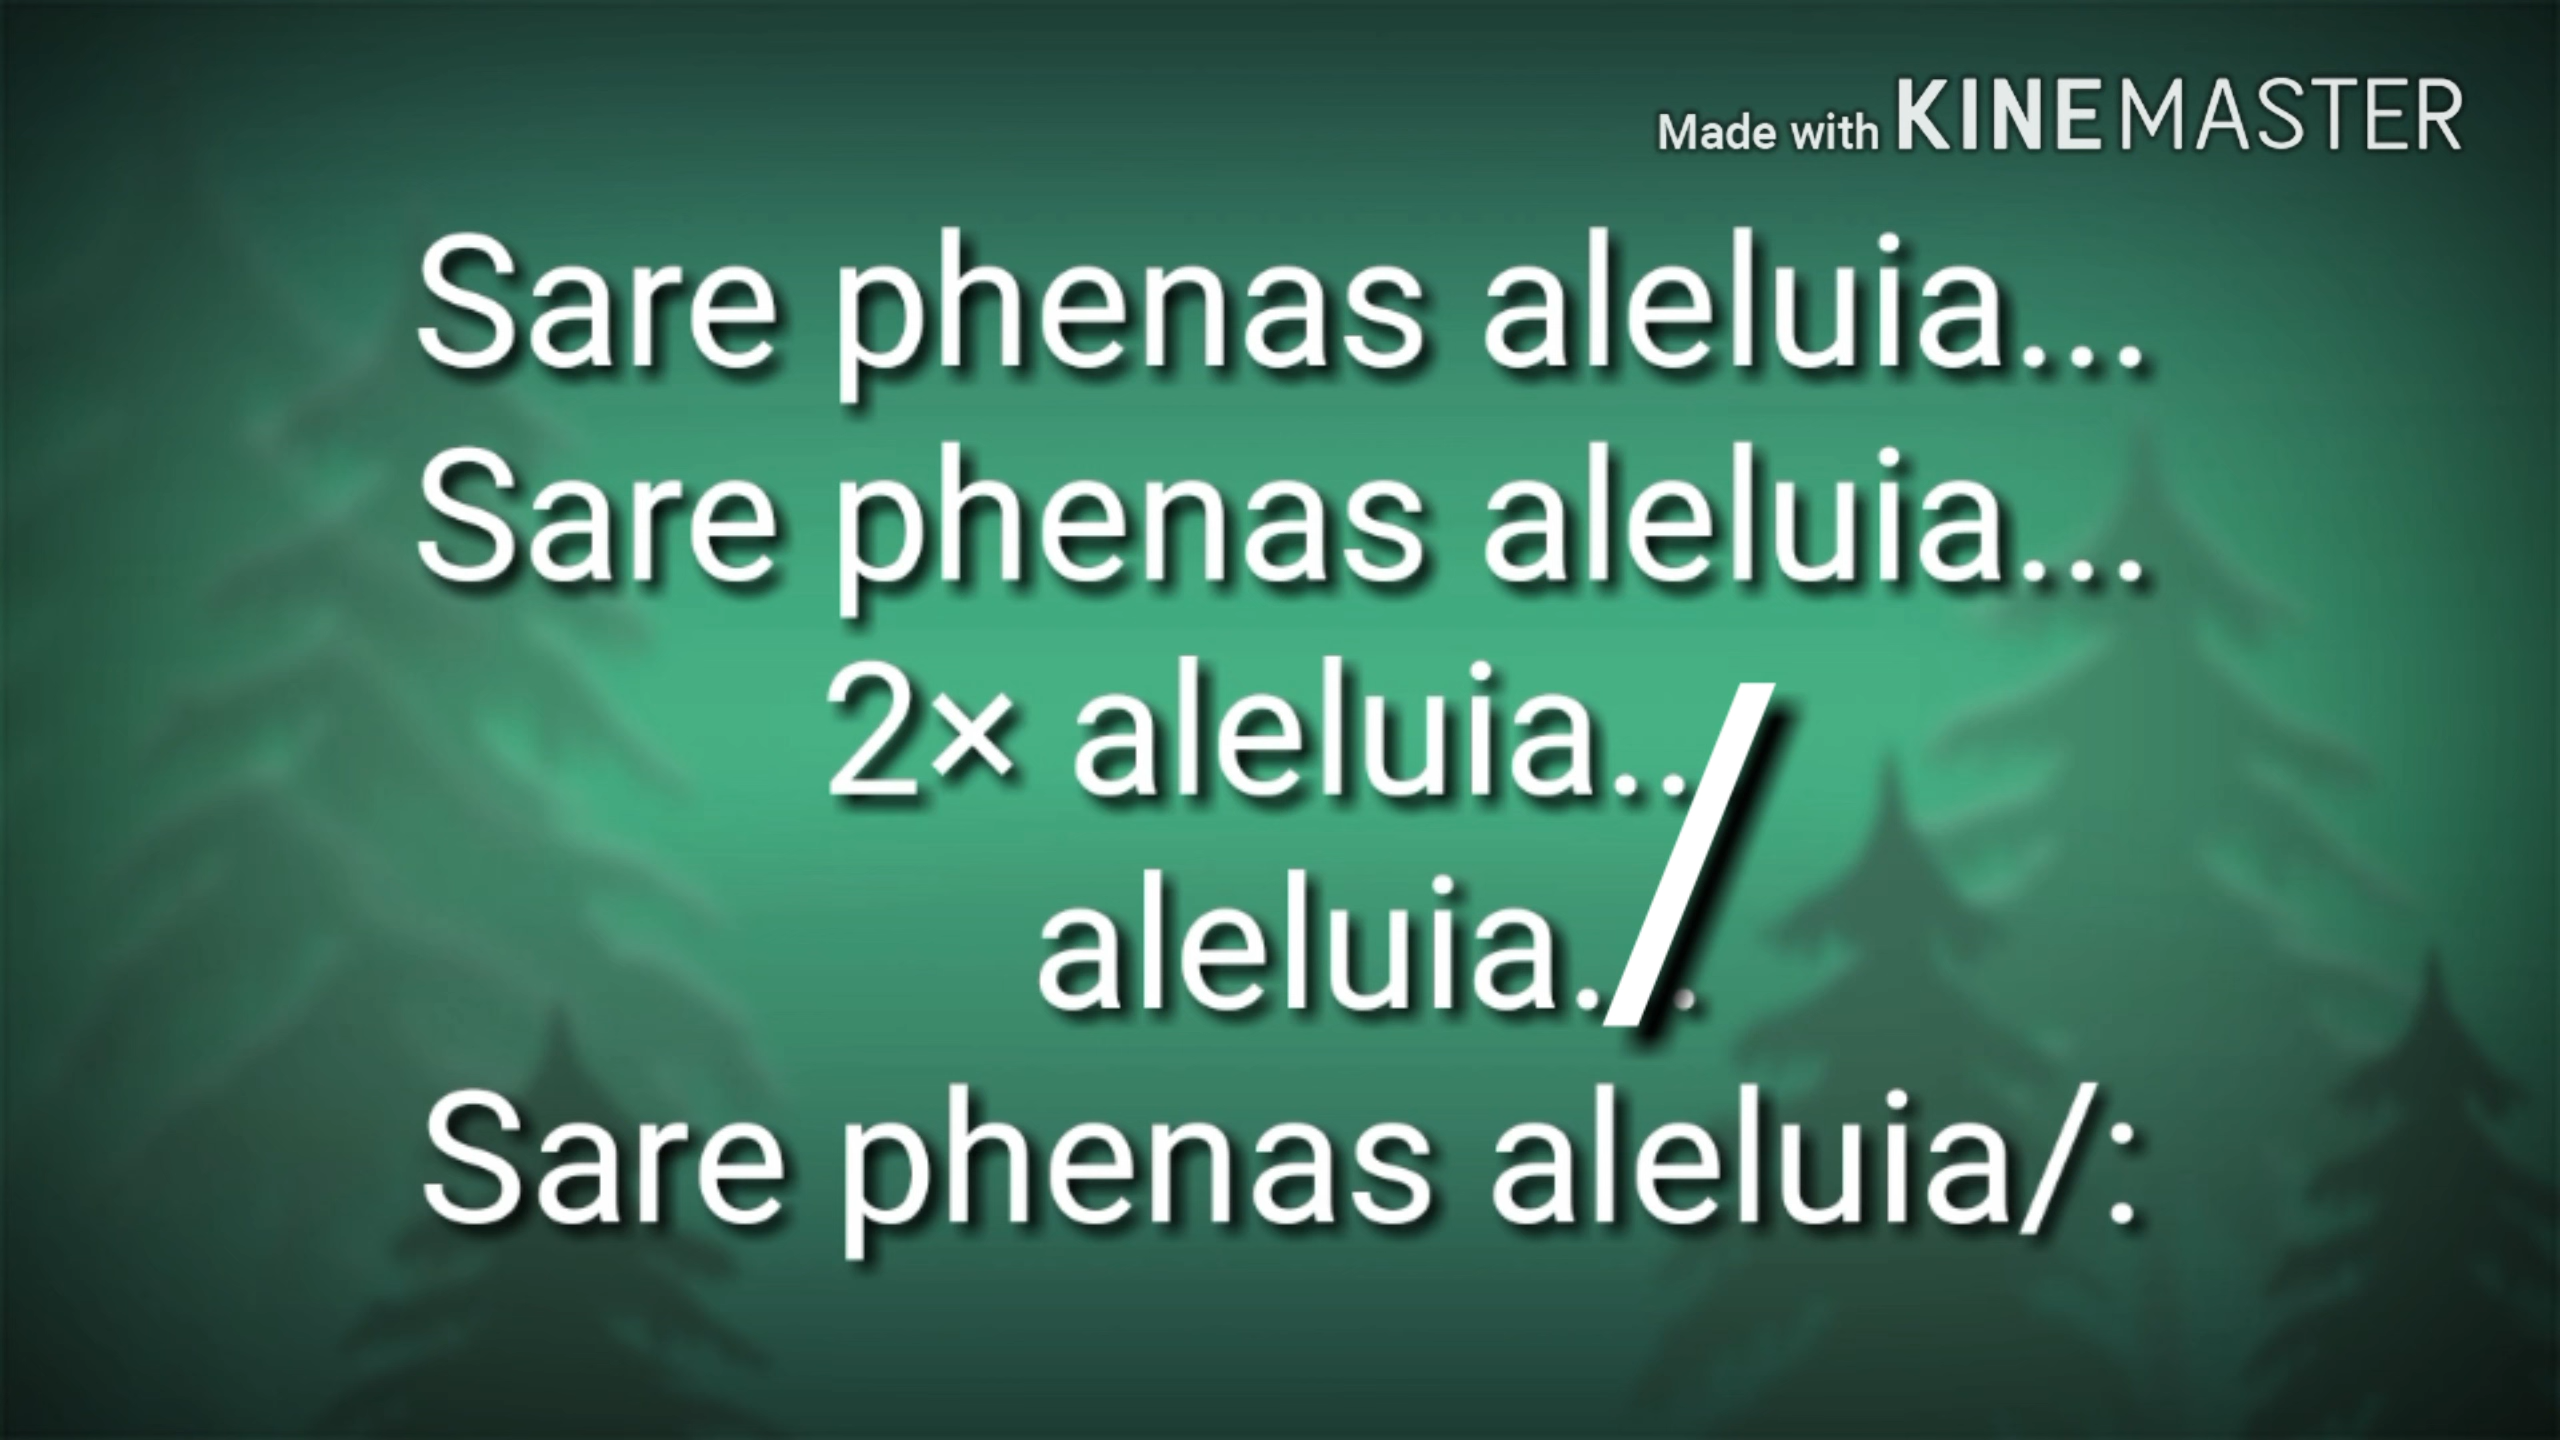 Made with KINEMASTER
Sare phenas aleluia...
Sare phenas aleluia...
2× aleluia.. /
aleluia...
Sare phenas aleluia/: